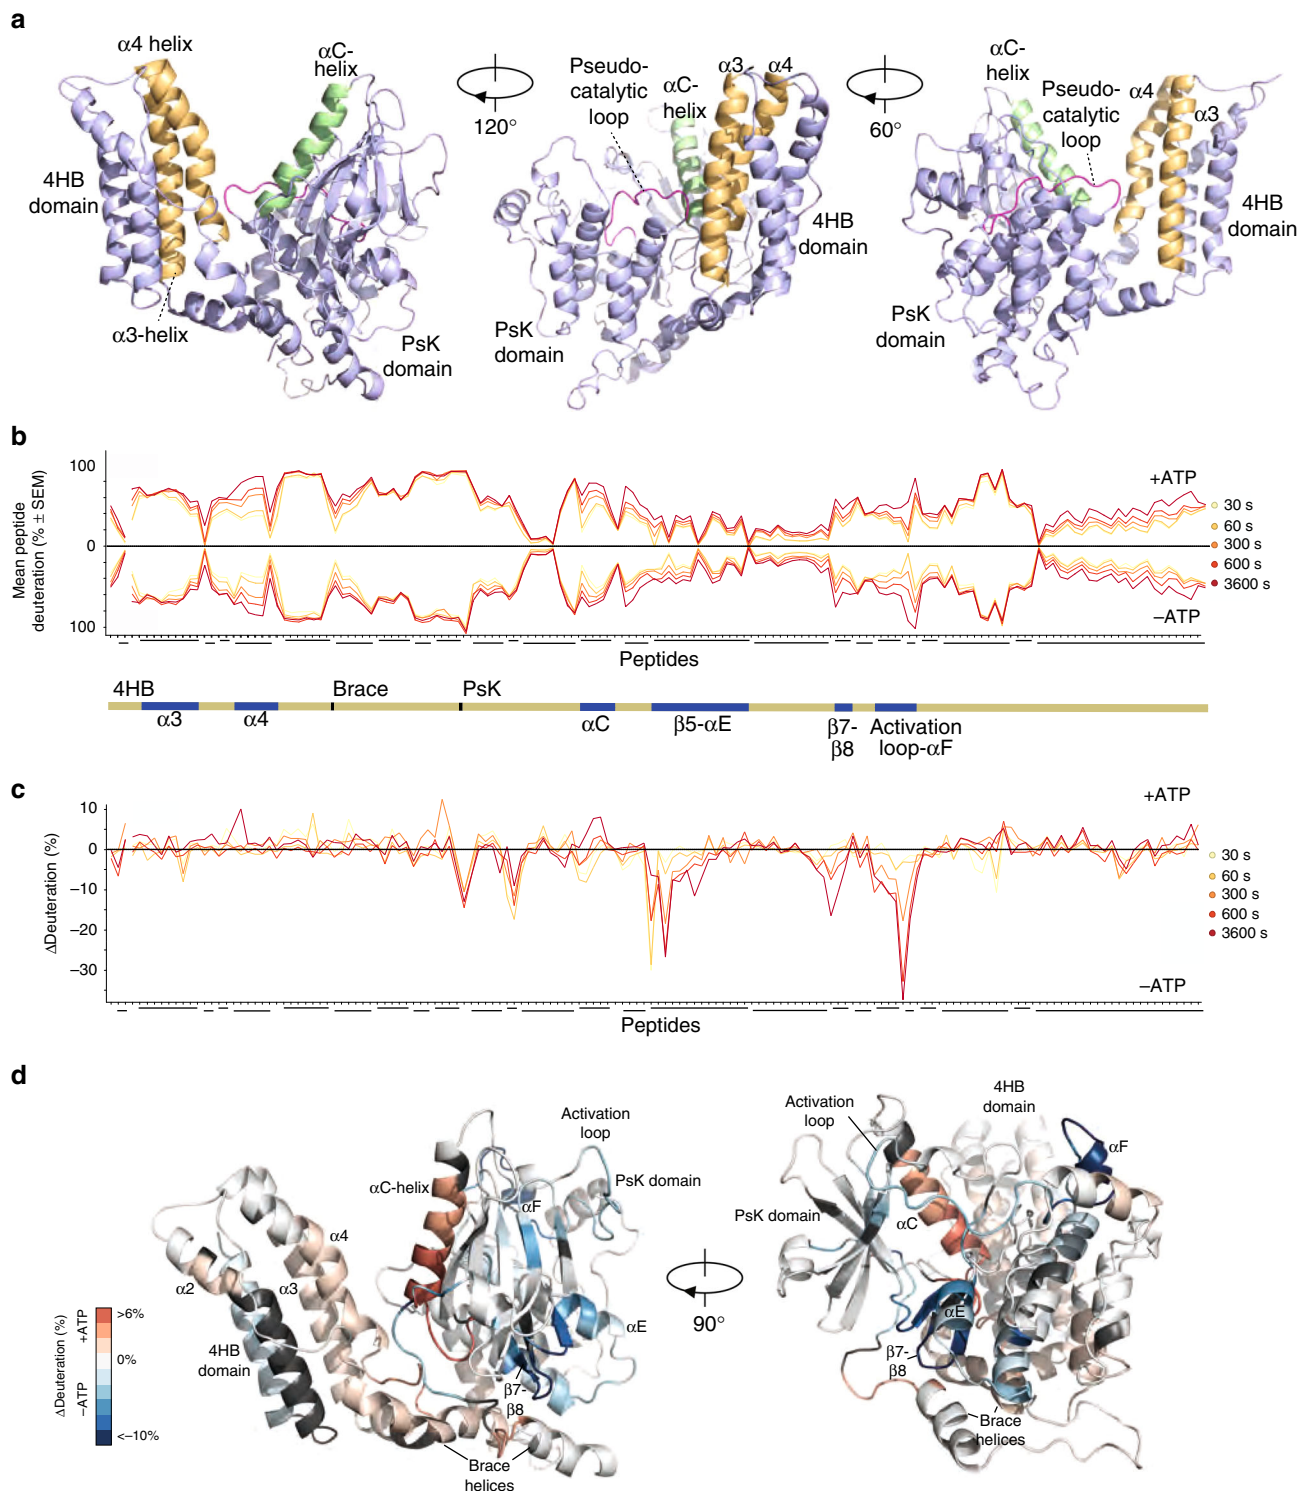 a
α4 helix
αC-
helix
4HB
domain
α3-helix
PsK
domain
120°
Pseudo-
catalytic
loop
αC-
helix
α3
α4
4HB
domain
PsK
domain
60°
αC-
helix
Pseudo-
catalytic
loop
α4
α3
4HB
domain
PsK
domain
b
Mean peptide
deuteration (% ± SEM)
100
0
100
+ATP
–ATP
30 s
60 s
300 s
600 s
3600 s
Peptides
4HB
Brace
PsK
α3
α4
αC
β5-αE
β7-
β8
Activation
loop-αF
c
ΔDeuteration (%)
10
0
–10
–20
–30
+ATP
–ATP
30 s
60 s
300 s
600 s
3600 s
Peptides
d
Activation
loop
αC-helix
PsK domain
αF
α4
α3
α2
4HB
domain
αE
β7-
β8
Brace
helices
ΔDeuteration (%)
–ATP
+ATP
>6%
0%
<–10%
90°
4HB
domain
Activation
loop
αF
PsK domain
αC
αE
β7-
β8
Brace
helices